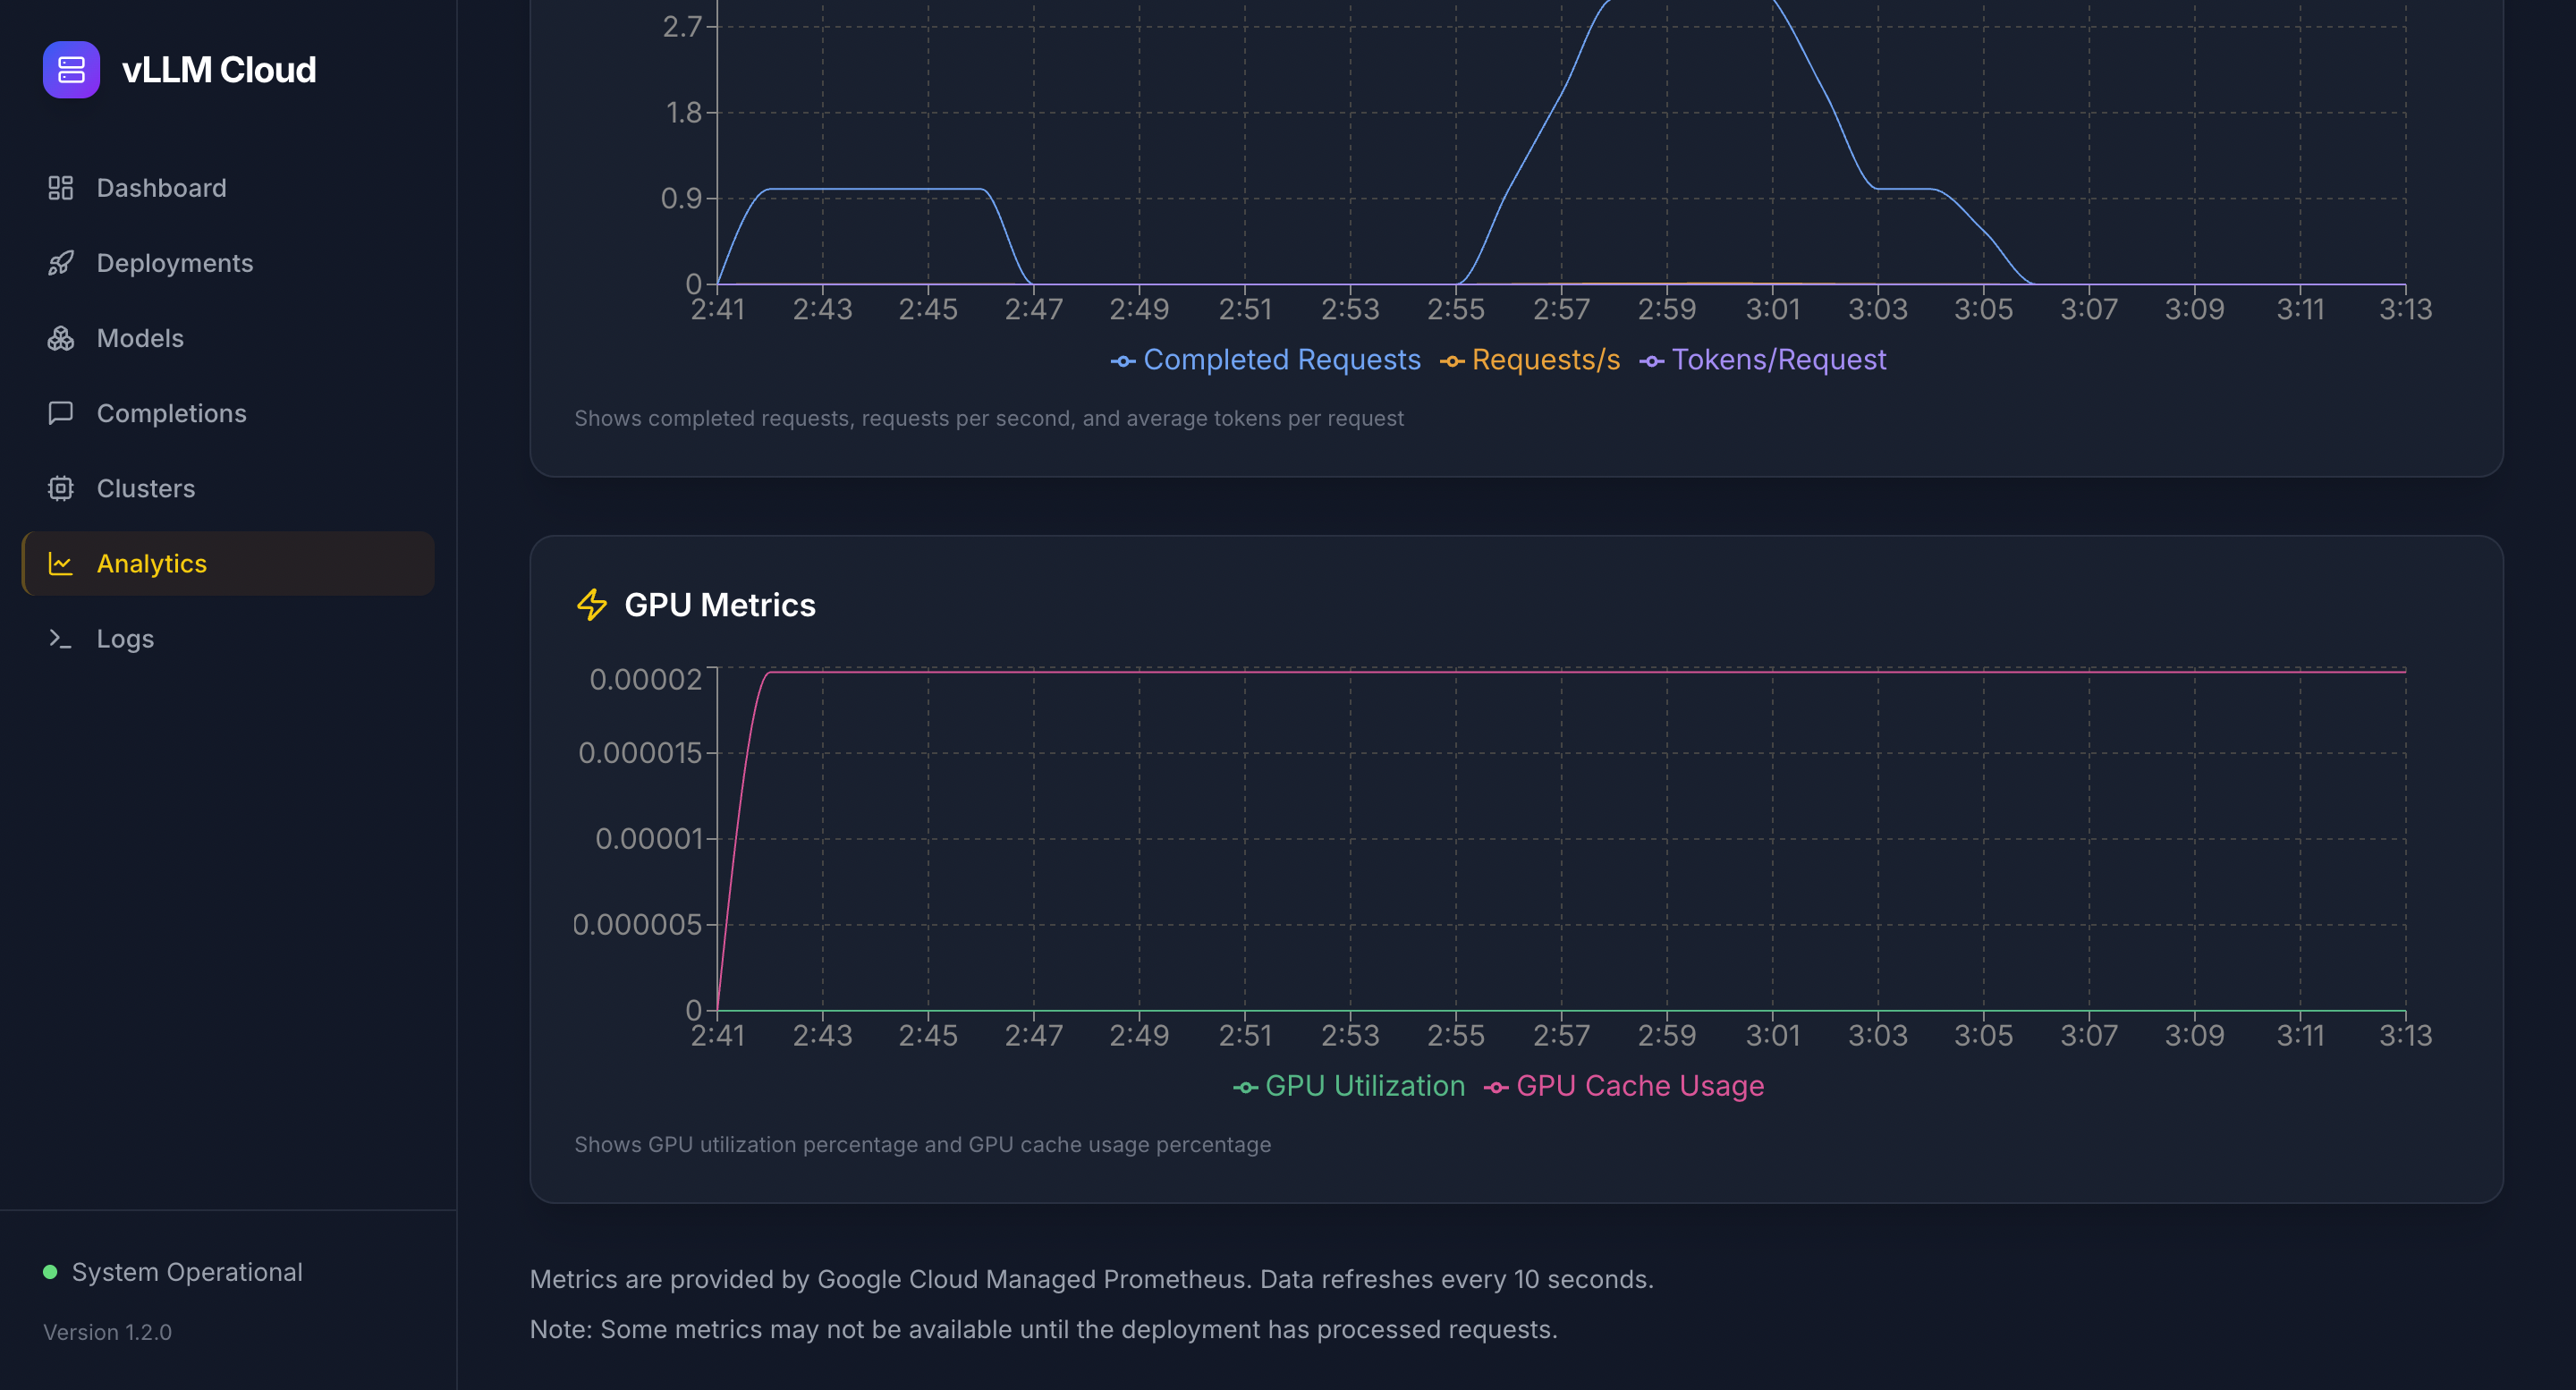 vLLM Cloud
Dashboard
Deployments
Models
Completions
Clusters
Analytics
Logs
System Operational
Version 1.2.0
2.7
1.8
0.9
0
2:41 2:43 2:45 2:47 2:49 2:51 2:53 2:55 2:57 2:59 3:01 3:03 3:05 3:07 3:09 3:11 3:13
Completed Requests Requests/s Tokens/Request
Shows completed requests, requests per second, and average tokens per request
GPU Metrics
0.00002
0.000015
0.00001
0.000005
0
2:41 2:43 2:45 2:47 2:49 2:51 2:53 2:55 2:57 2:59 3:01 3:03 3:05 3:07 3:09 3:11 3:13
GPU Utilization GPU Cache Usage
Shows GPU utilization percentage and GPU cache usage percentage
Metrics are provided by Google Cloud Managed Prometheus. Data refreshes every 10 seconds.
Note: Some metrics may not be available until the deployment has processed requests.